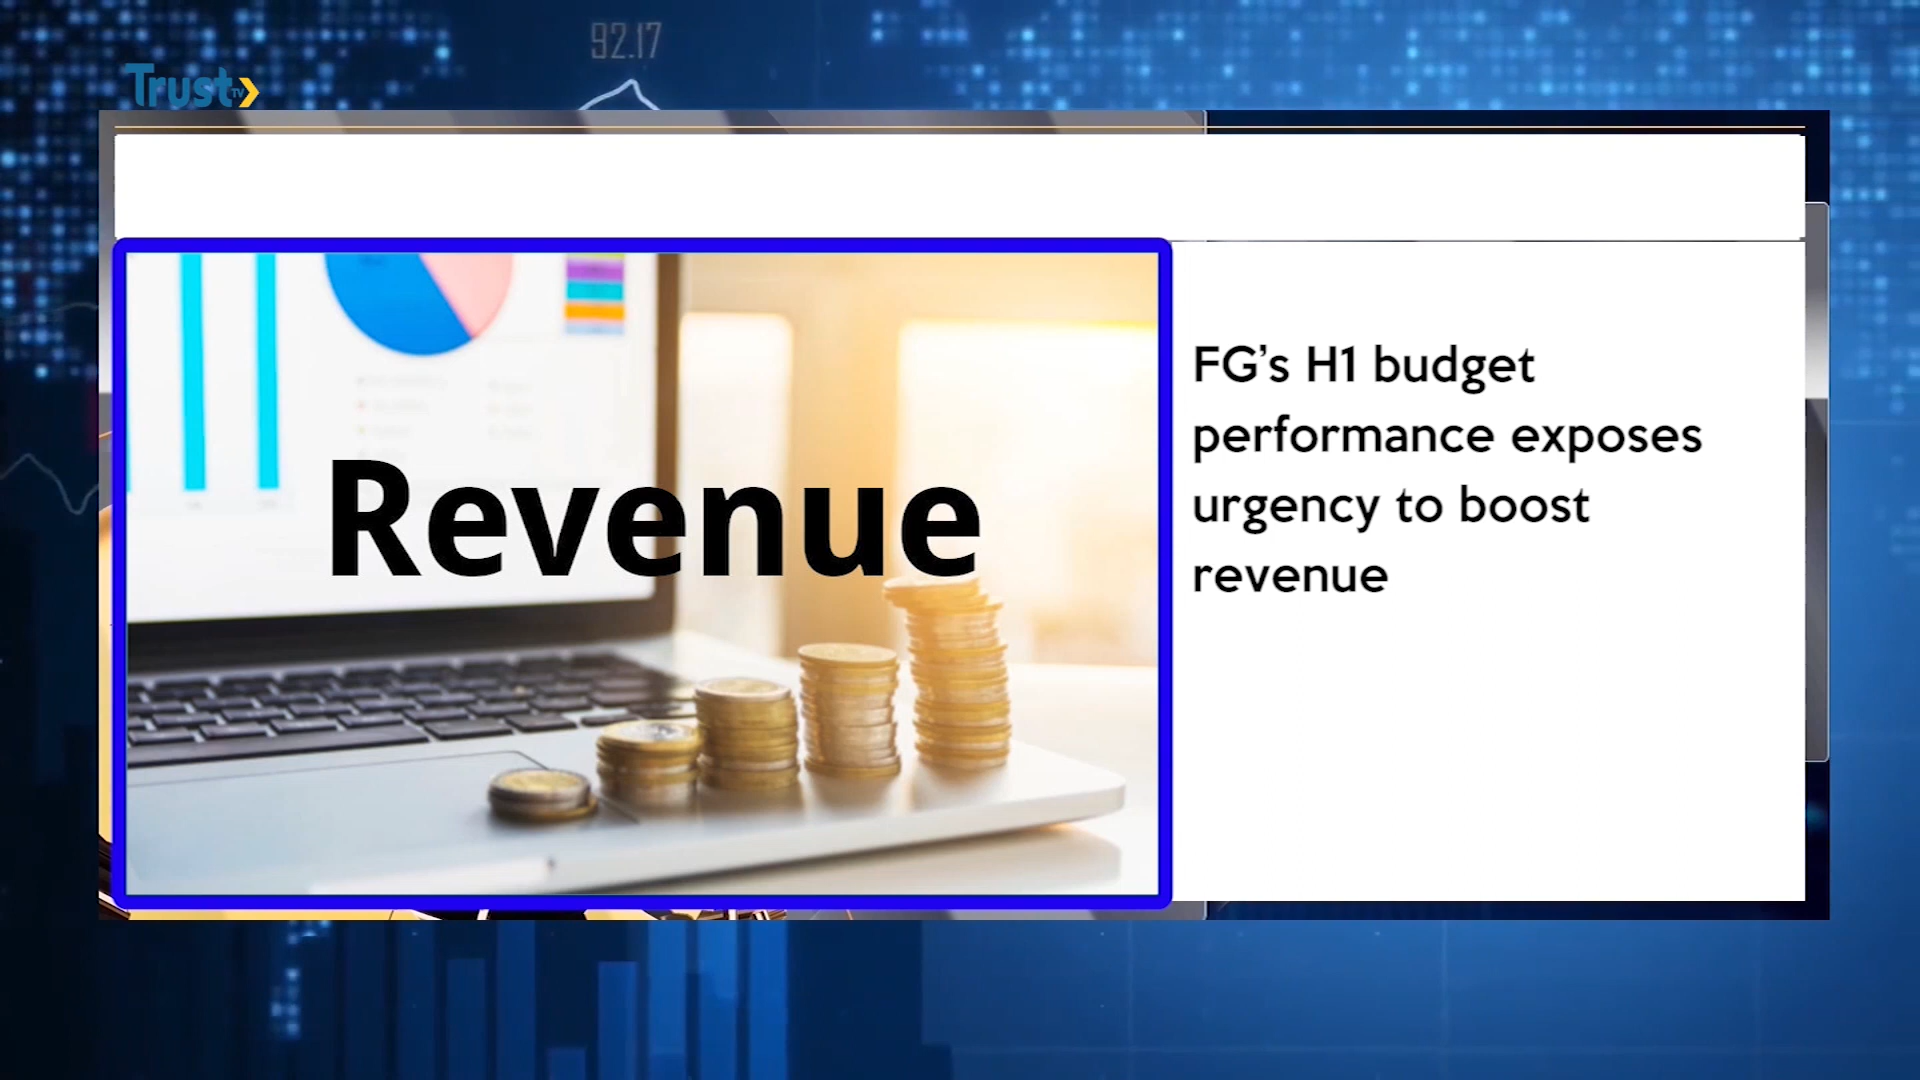 92.17
Trust TV
Revenue
FG's H1 budget
performance exposes
urgency to boost
revenue